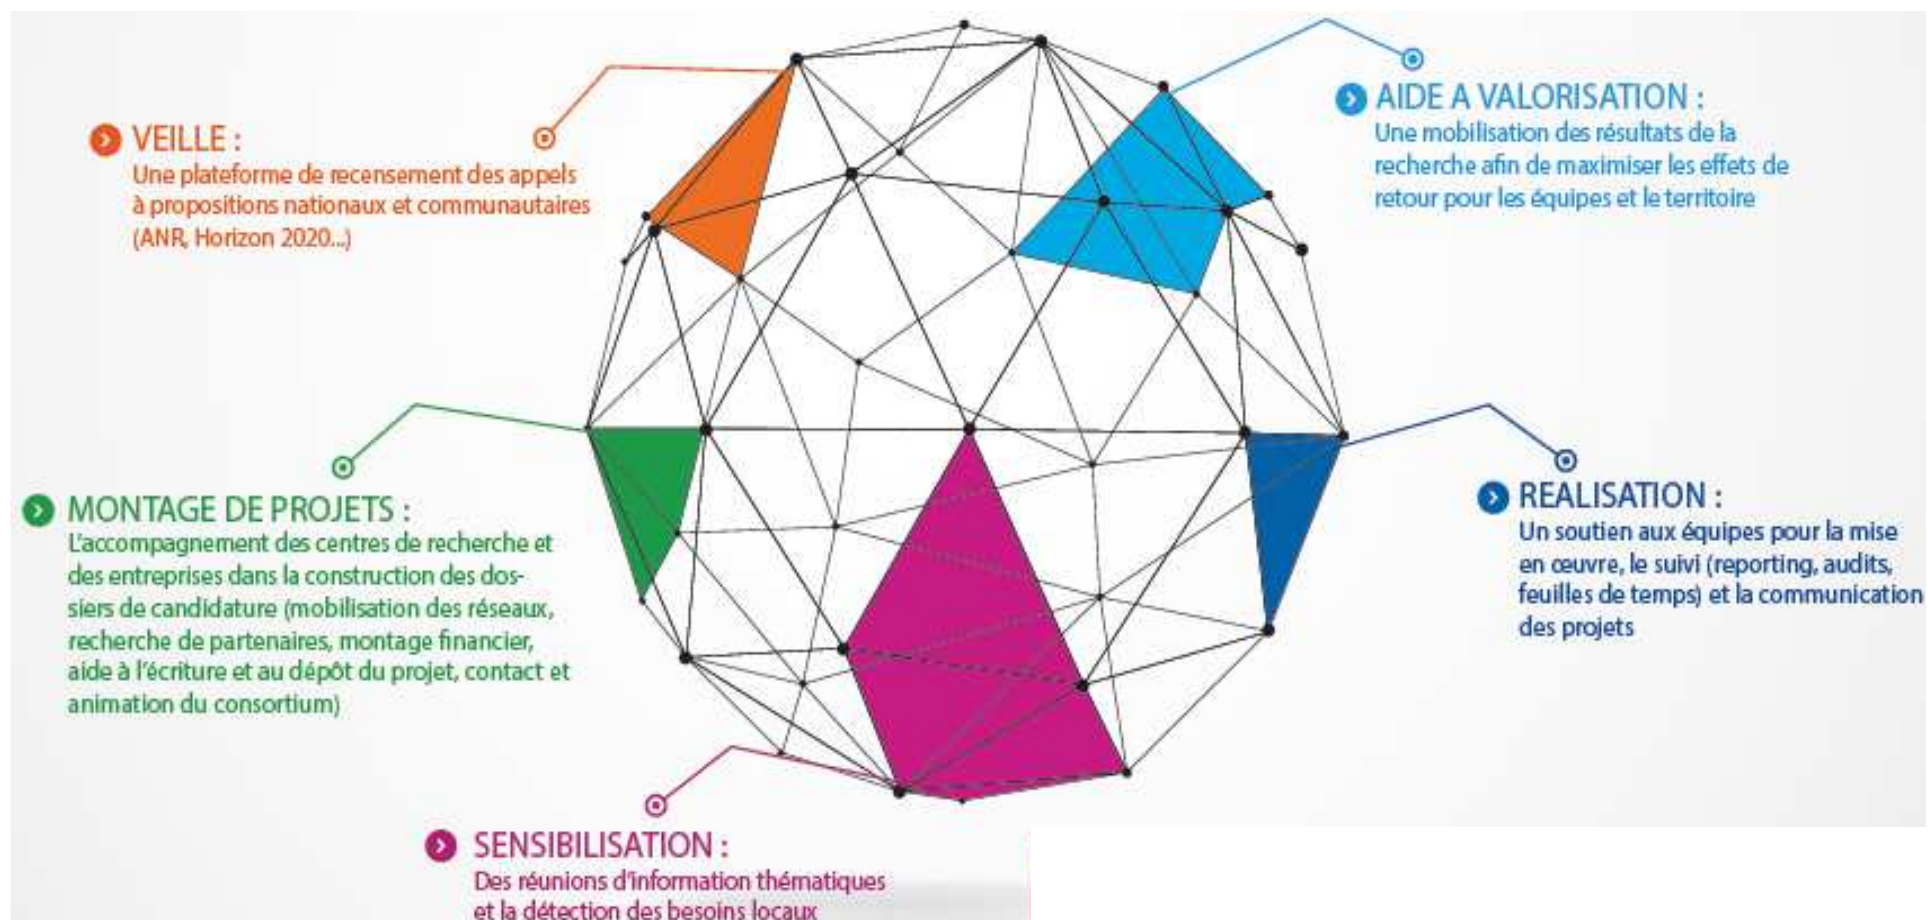 VEILLE :
Une plateforme de recensement des appels
à propositions nationaux et communautaires
(ANR, Horizon 2020...)
AIDE A VALORISATION :
Une mobilisation des résultats de la
recherche afin de maximiser les effets de
retour pour les équipes et le territoire
MONTAGE DE PROJETS :
L'accompagnement des centres de recherche et
des entreprises dans la construction des dos-
siers de candidature (mobilisation des réseaux,
recherche de partenaires, montage financier,
aide à l'écriture et au dépôt du projet, contact et
animation du consortium)
REALISATION :
Un soutien aux équipes pour la mise
en œuvre, le suivi (reporting, audits,
feuilles de temps) et la communication
des projets
SENSIBILISATION :
Des réunions d'information thématiques
et la détection des besoins locaux